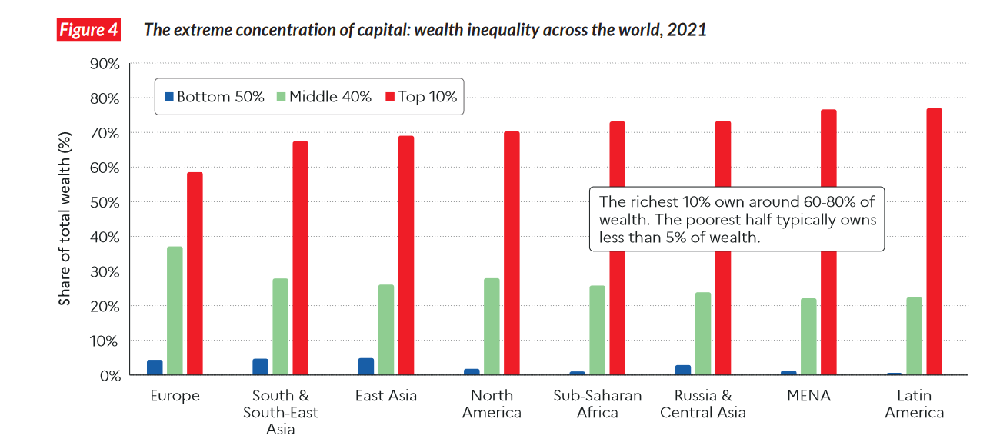 Figure 4 The extreme concentration of capital: wealth inequality across the world, 2021
90%
80%
70%
60%
50%
40%
30%
20%
10%
0%
Share of total wealth (%)
Bottom 50% Middle 40% Top 10%
The richest 10% own around 60-80% of
wealth. The poorest half typically owns
less than 5% of wealth.
Europe
South &
South-East
Asia
East Asia
North
America
Sub-Saharan
Africa
Russia &
Central Asia
MENA
Latin
America